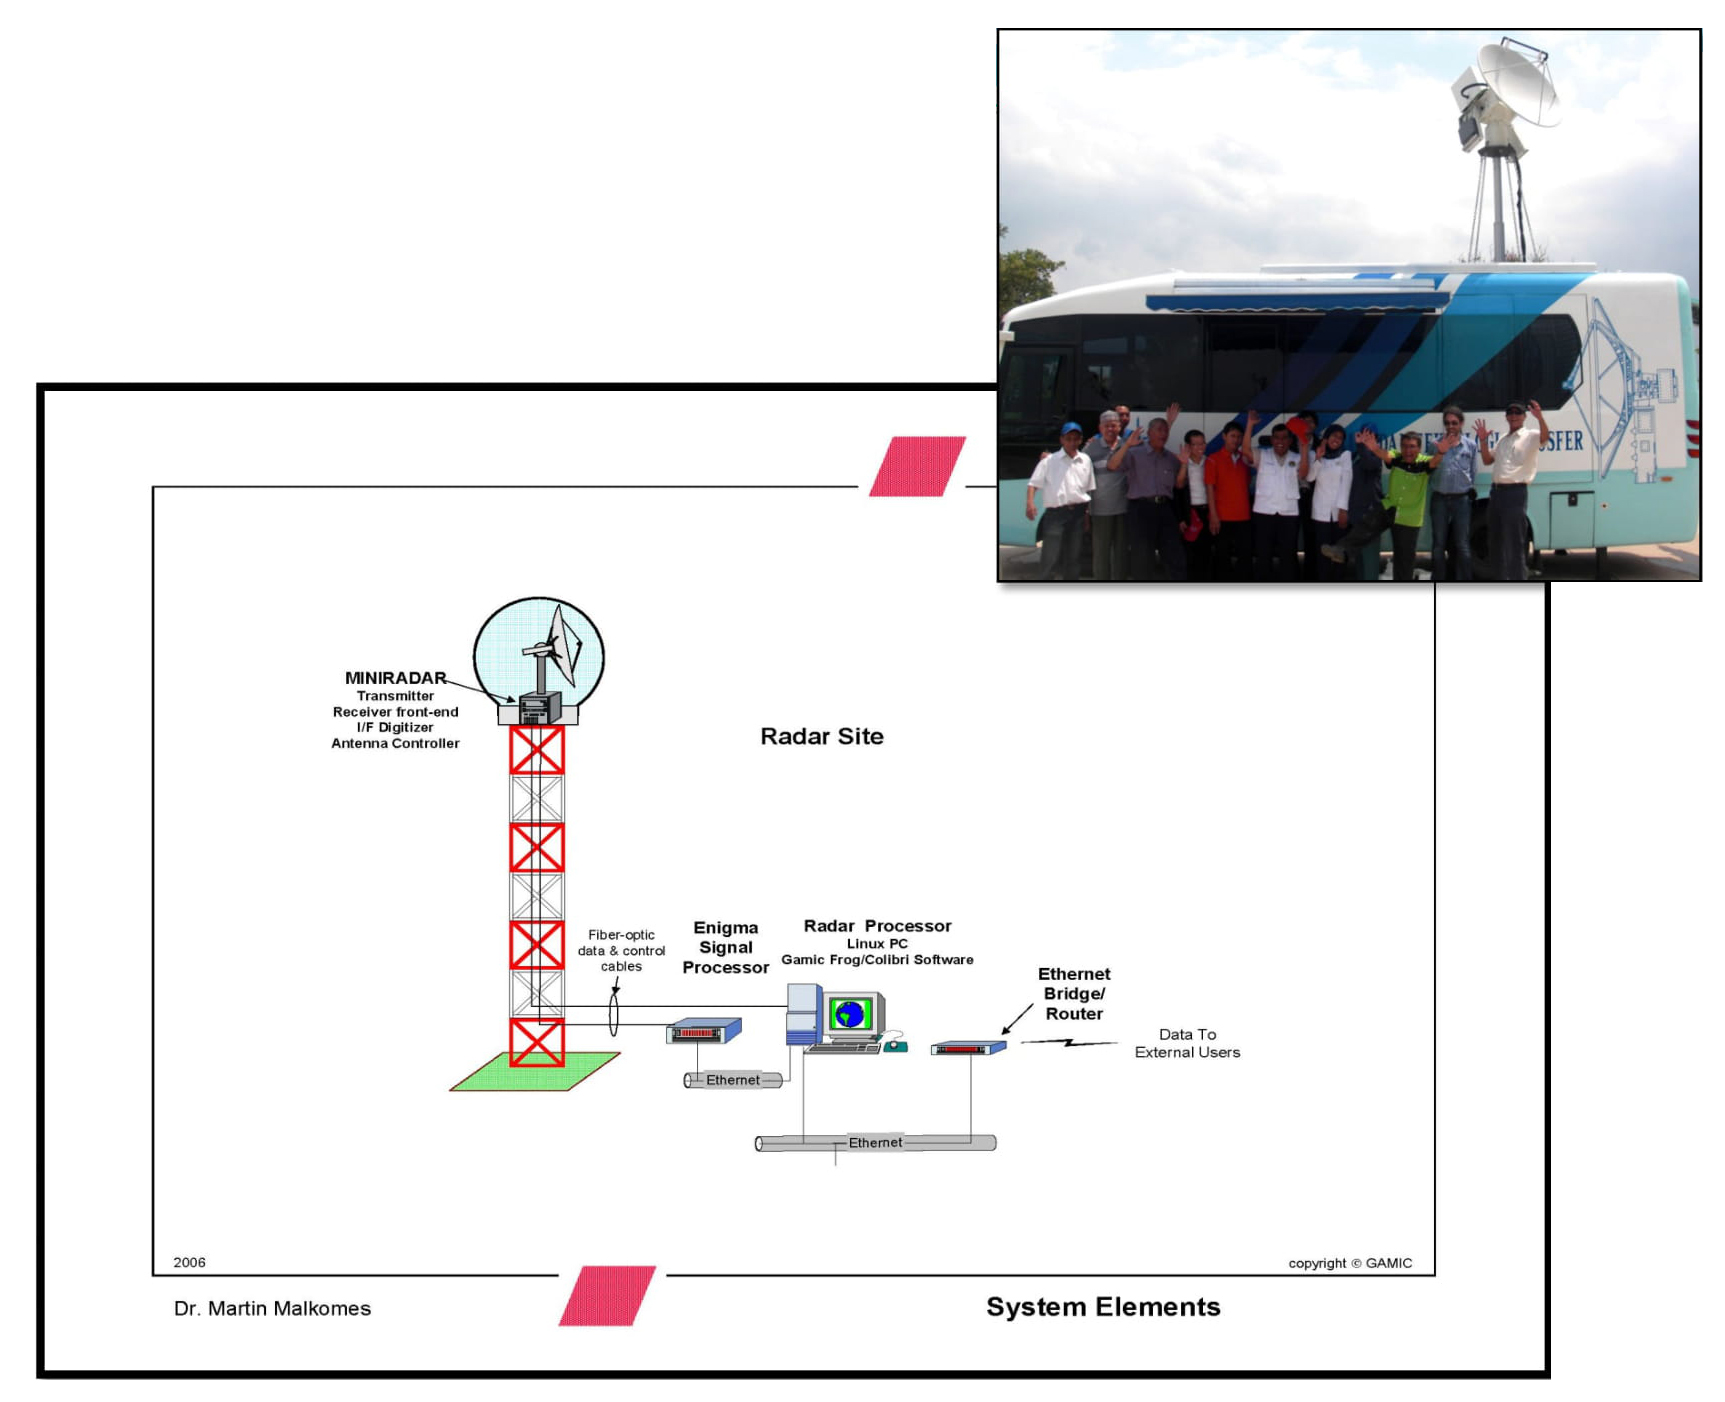 SFER
MINIRADAR
Transmitter
Receiver front-end
I/F Digitizer
Antenna Controller
Radar Site
Fiber-optic
data & control
cables
Enigma
Signal
Processor
Radar Processor
Linux PC
Gamic Frog/Colibri Software
Ethernet
Bridge/
Router
Data To
External Users
Ethernet
Ethernet
2006
copyright © GAMIC
Dr. Martin Malkomes
System Elements